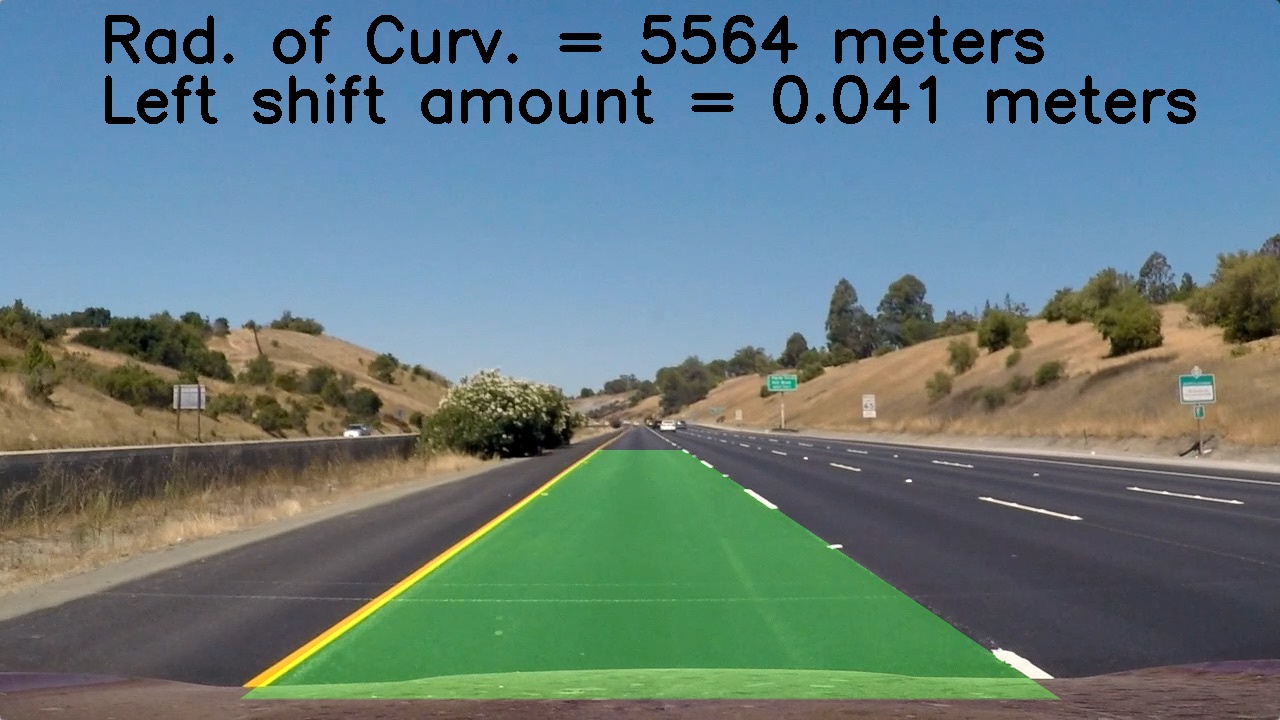 Rad. of Curv. = 5564 meters
Left shift amount = 0.041 meters